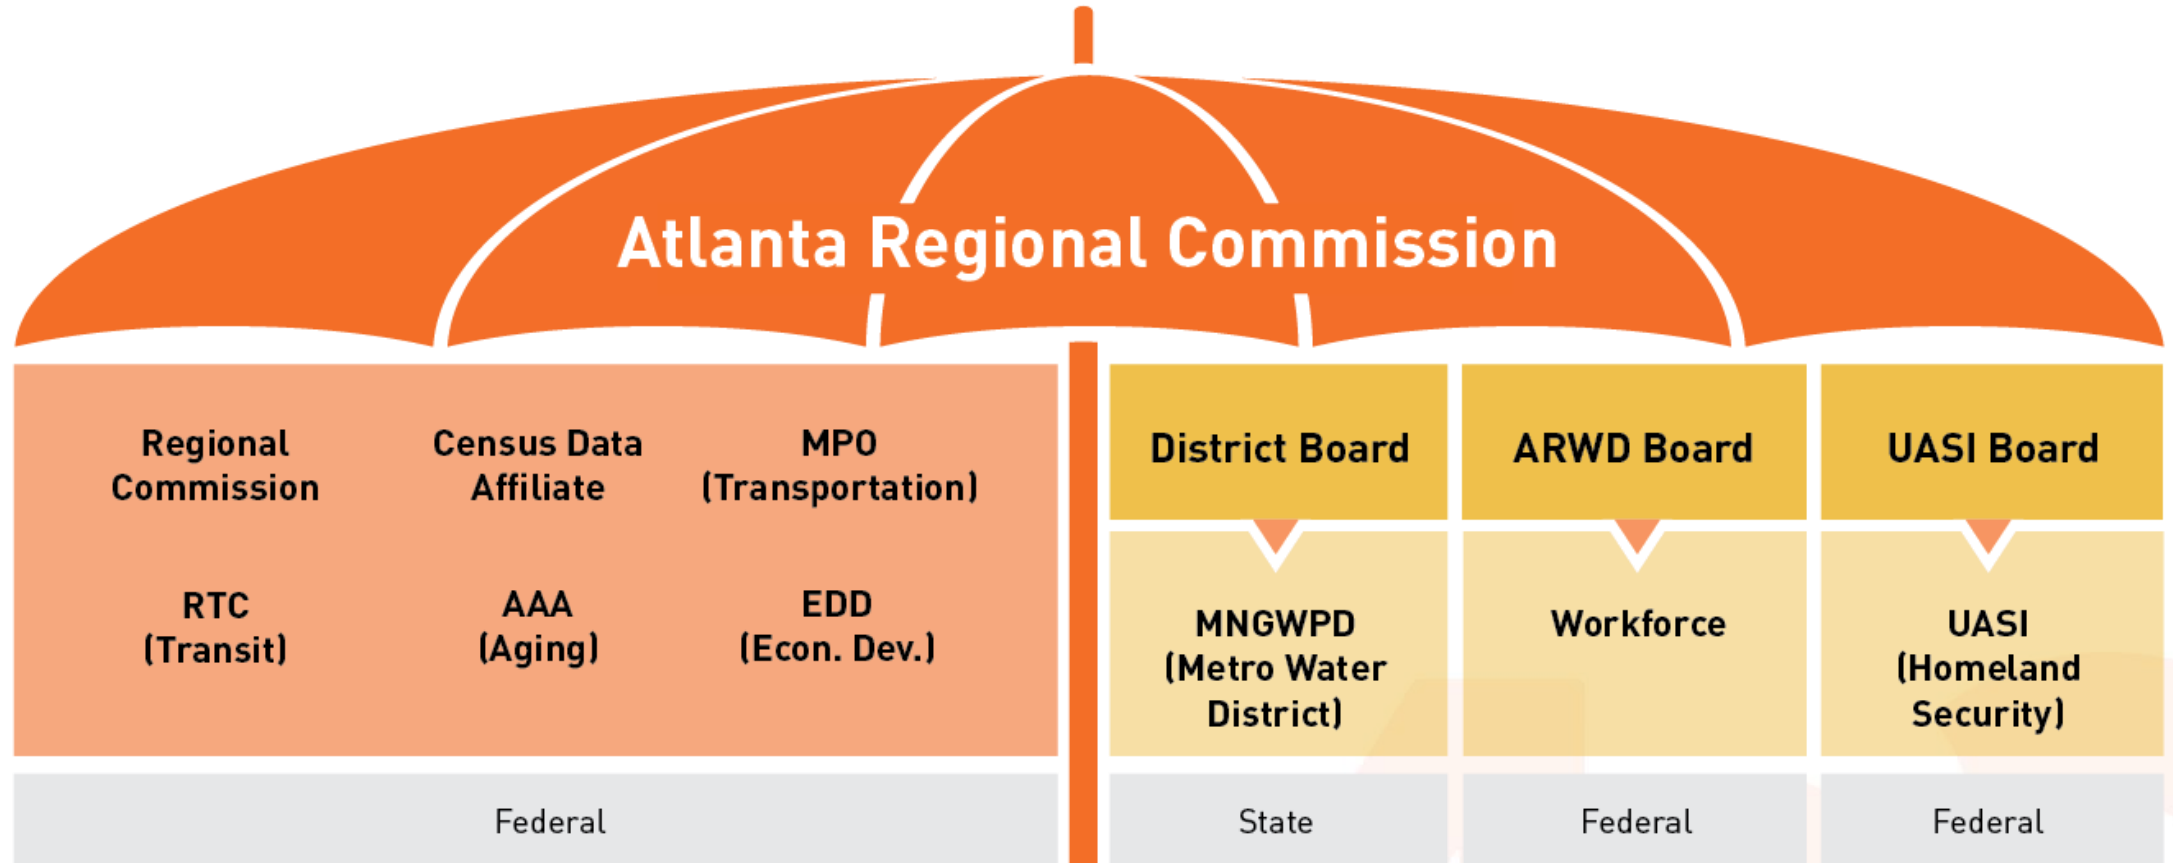 Atlanta Regional Commission
Regional
Commission
Census Data
Affiliate
MPO
(Transportation)
RTC
(Transit)
AAA
(Aging)
EDD
(Econ. Dev.)
Federal
District Board
MNGWPD
(Metro Water
District)
State
ARWD Board
Workforce
Federal
UASI Board
UASI
(Homeland
Security)
Federal